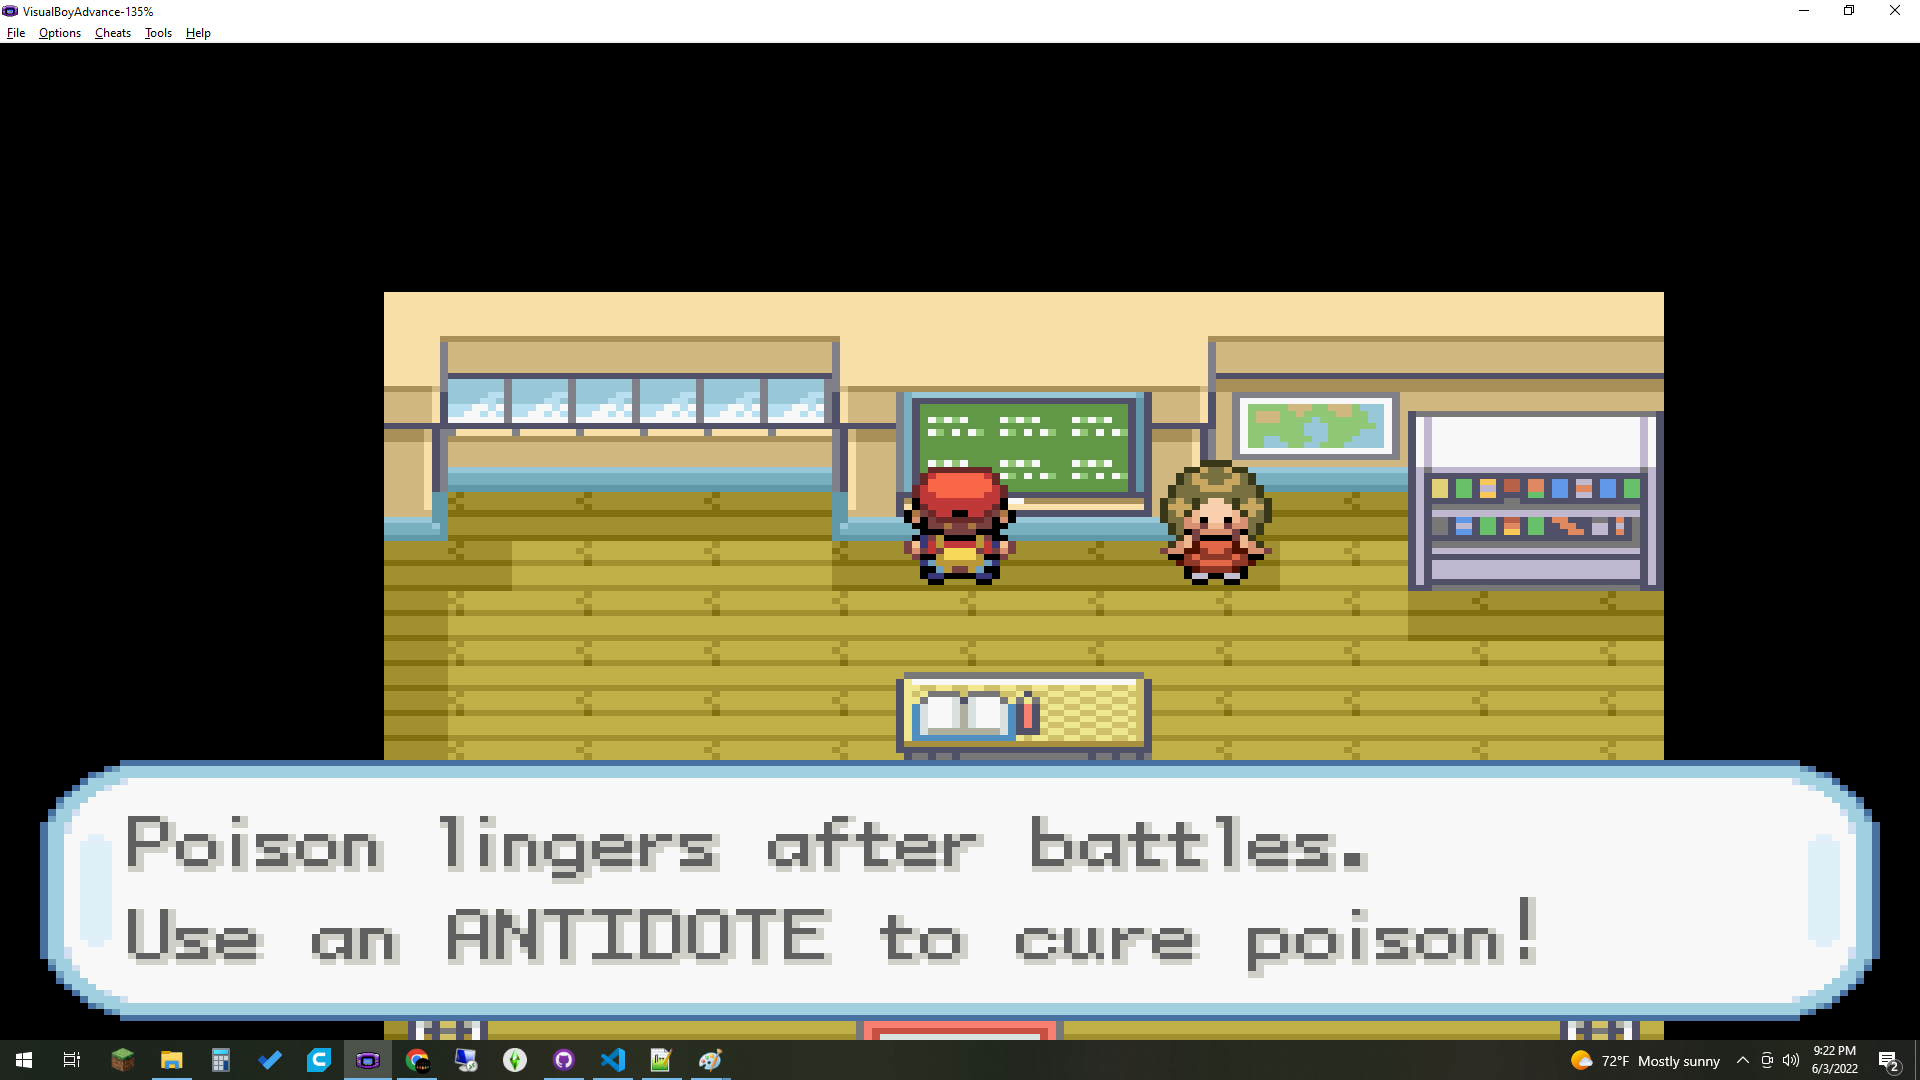 VisualBoyAdvance-135%
File Options Cheats Tools Help
Poison lingers after battles.
Use an ANTIDOTE to cure poison!
72°F Mostly sunny
9:22 PM
6/3/2022
2